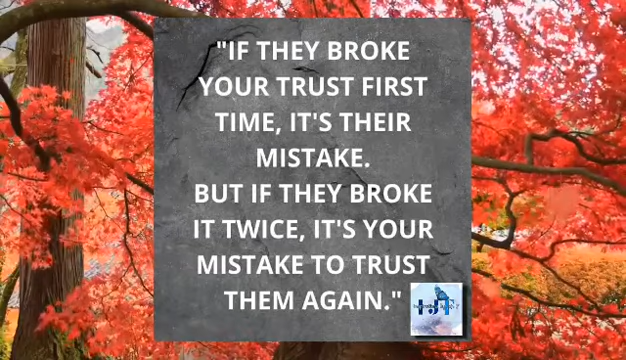 "IF THEY BROKE
YOUR TRUST FIRST
TIME, IT'S THEIR
MISTAKE.
BUT IF THEY BROKE
IT TWICE, IT'S YOUR
MISTAKE TO TRUST
THEM AGAIN."